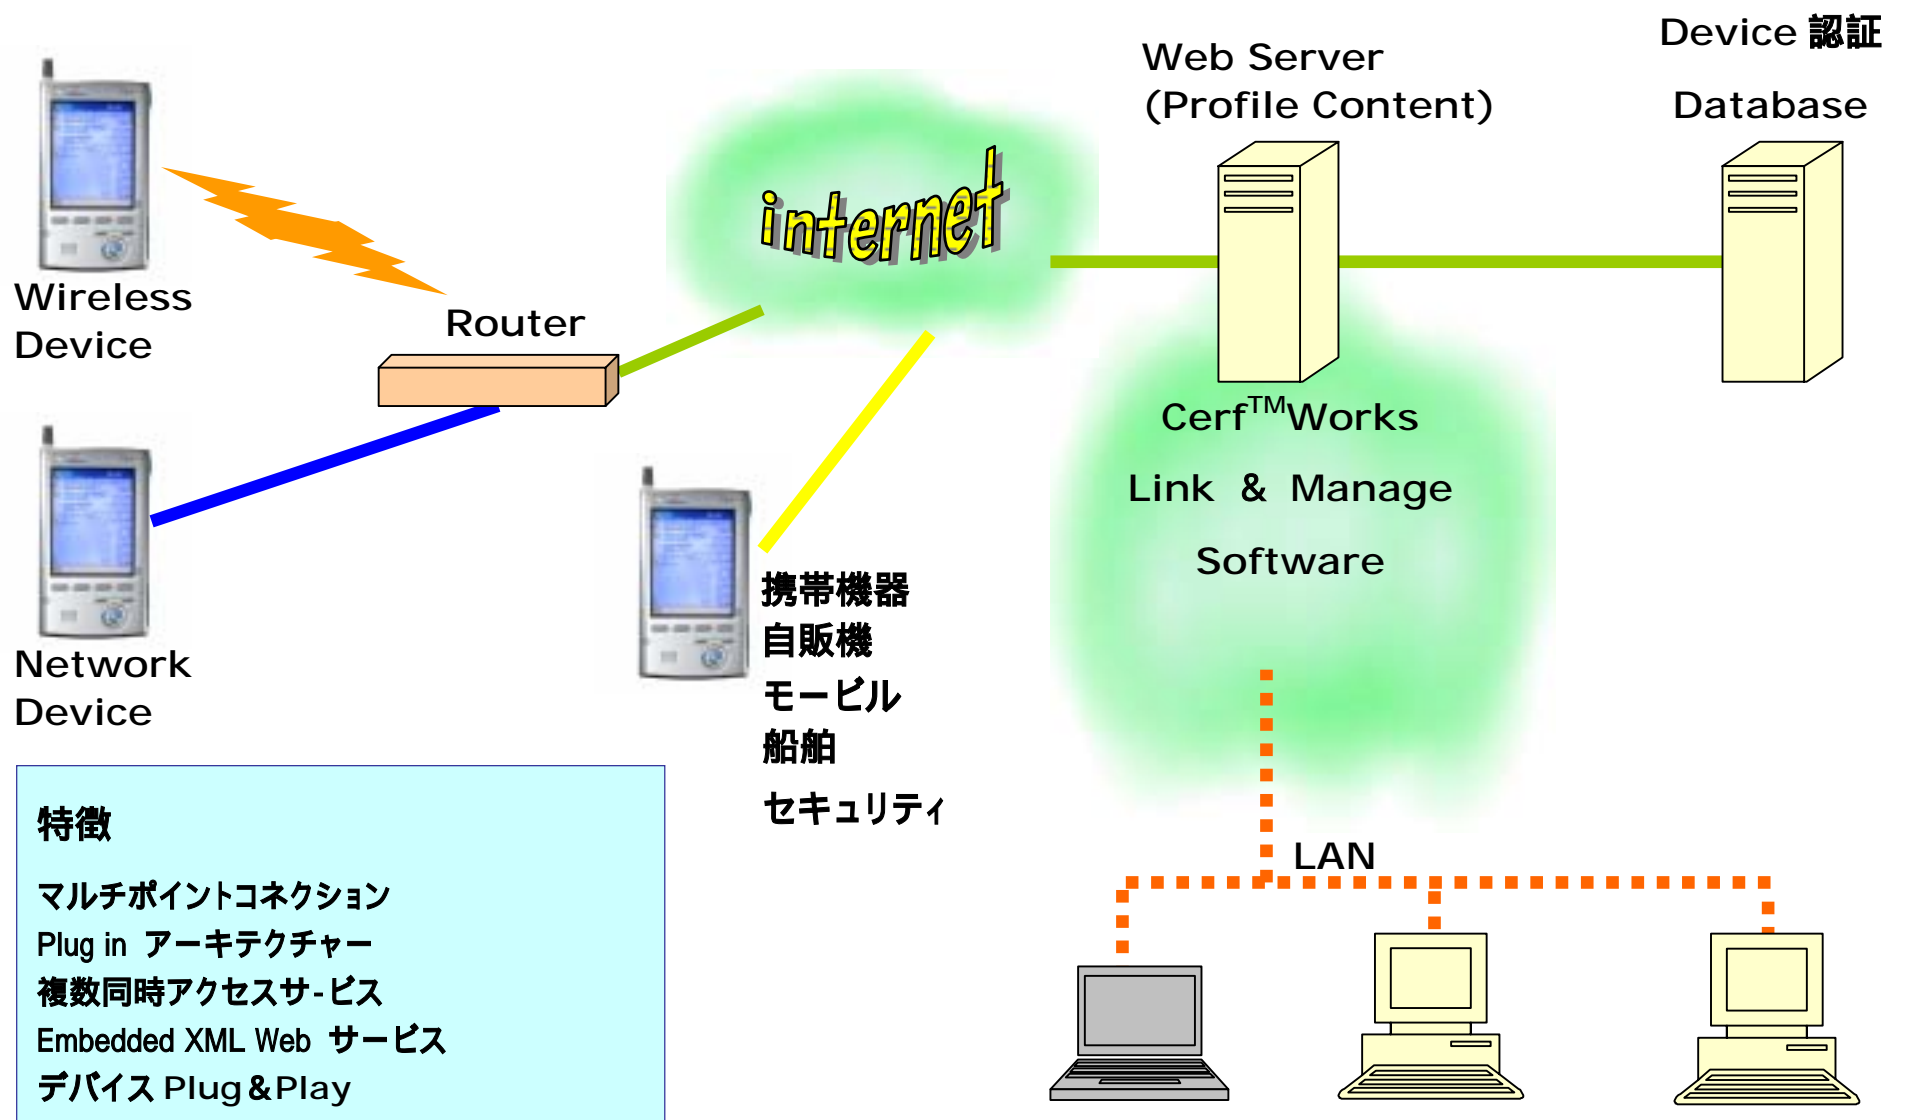 Device 認証
Database
Web Server
(Profile Content)
internet
Wireless
Device
Router
Network
Device
Cerf™Works
Link & Manage
Software
携帯機器
自販機
モービル
船舶
セキュリティ
LAN
特徴
マルチポイントコネクション
Plug in アーキテクチャー
複数同時アクセスサ-ビス
Embedded XML Web サービス
デバイス Plug&Play